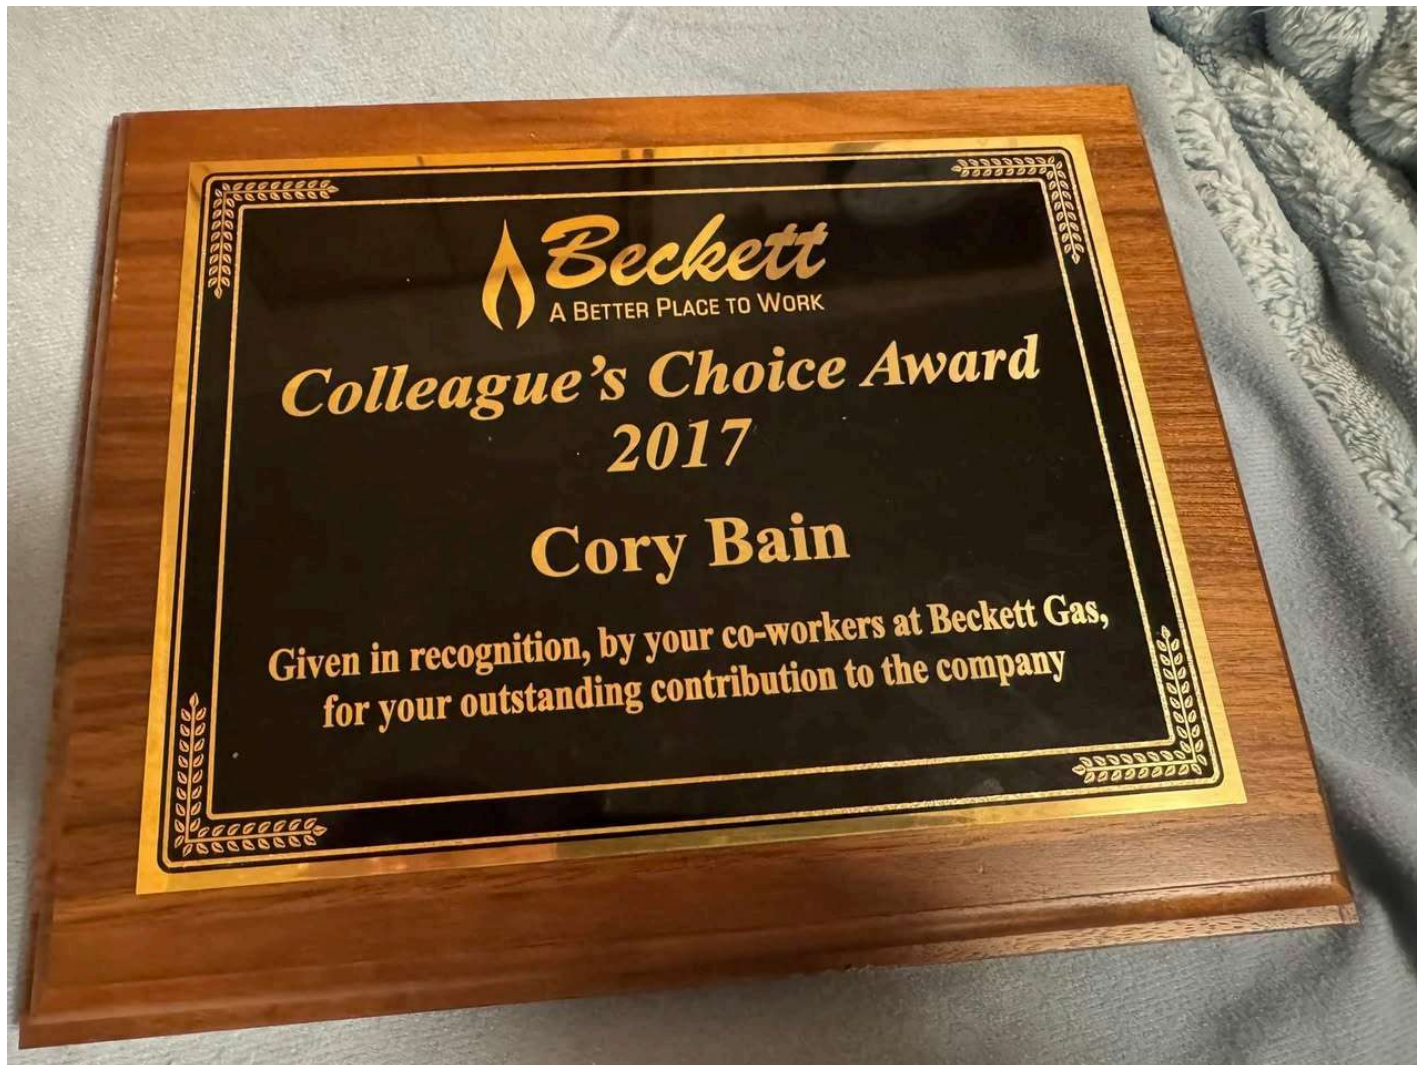 Beckett
A BETTER PLACE TO WORK
Colleague's Choice Award
2017
Cory Bain
Given in recognition, by your co-workers at Beckett Gas,
for your outstanding contribution to the company